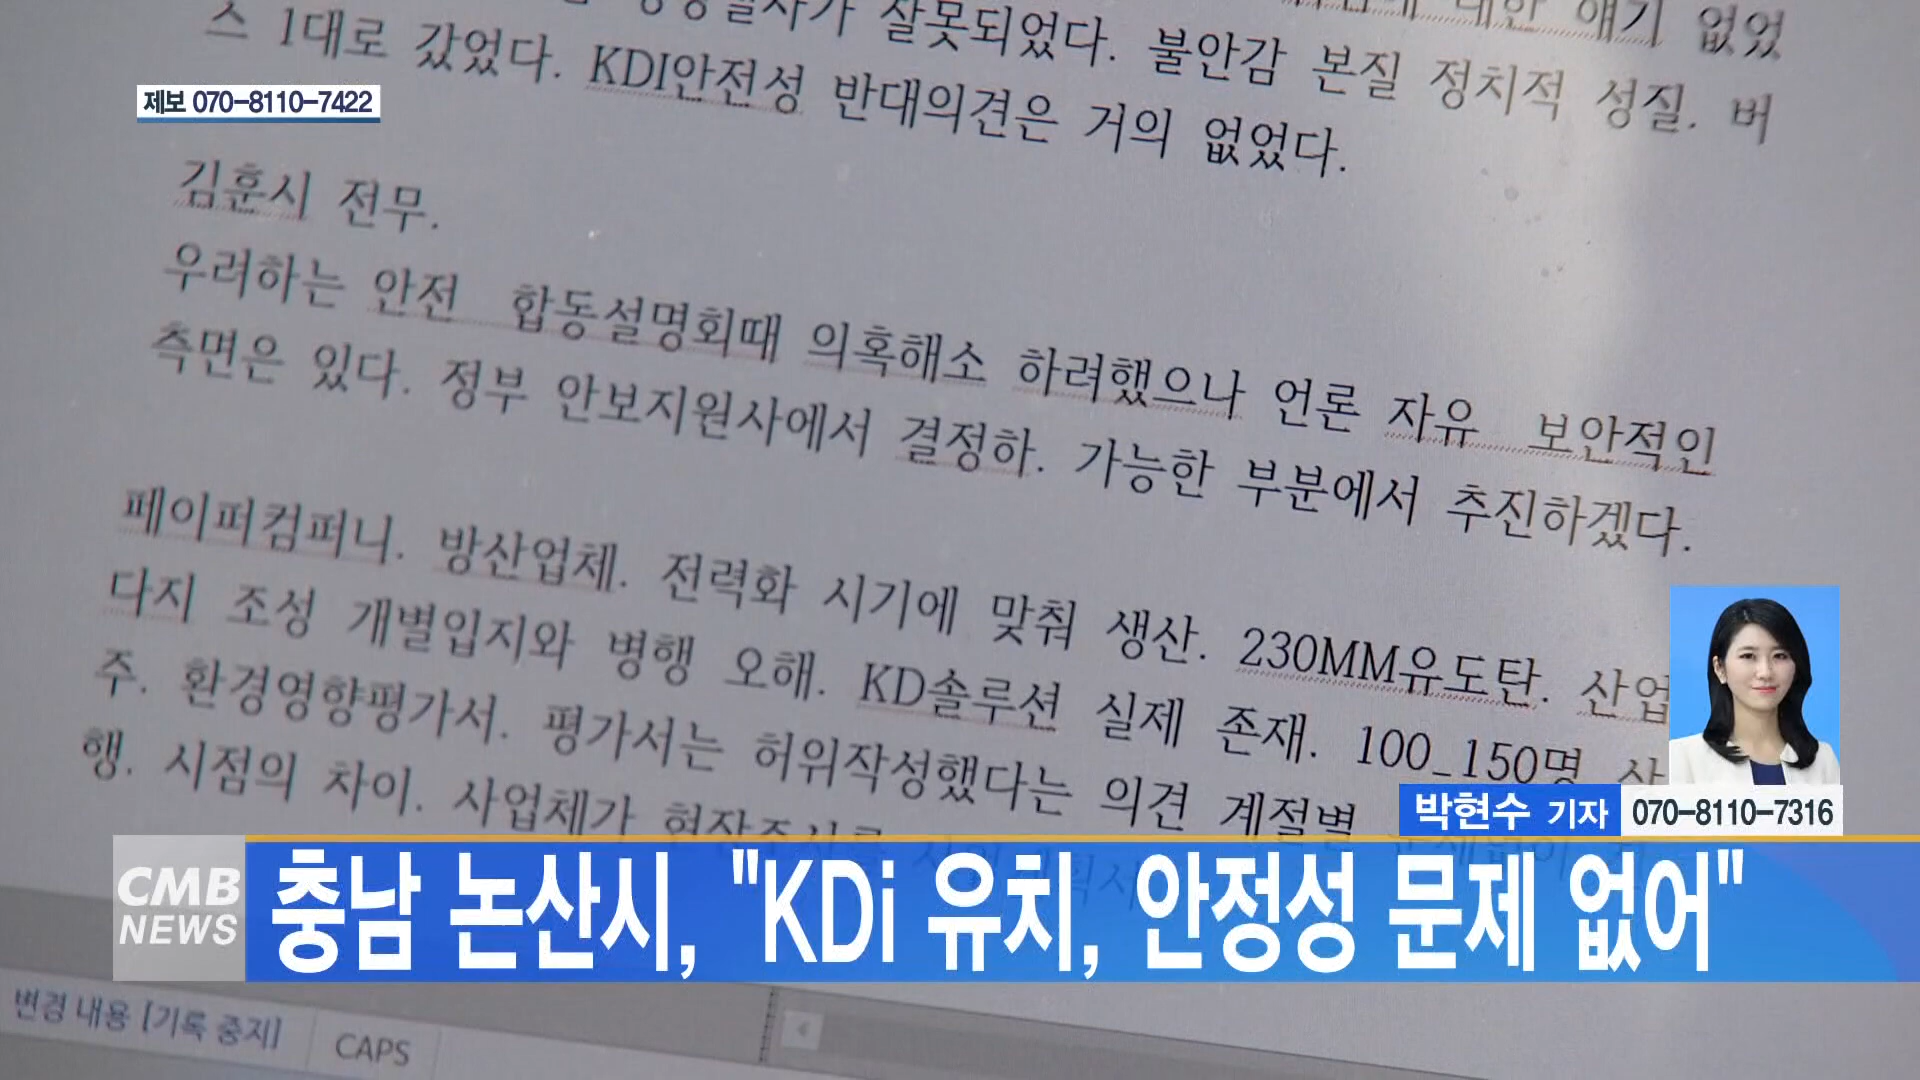 대한 얘기 없었
잘못되었다. 불안감 본질 정치적 성질. 버
스 1대로 갔었다. KDI안전성 반대의견은 거의 없었다.
제보 070-8110-7422
김훈시 전무.
우려하는 안전 합동설명회때 의혹해소 하려했으나 언론 자유 보안적인
측면은 있다. 정부 안보지원사에서 결정하. 가능한 부분에서 추진하겠다.
페이퍼컴퍼니. 방산업체. 전력화 시기에 맞춰 생산. 230MM유도탄. 산업
다지 조성 개별입지와 병행 오해. KD솔루션 실제 존재. 100_150명
주. 환경영향평가서. 평가서는 허위작성했다는 의견 계절별
행. 시점의 차이. 사업체가
박현수 기자 070-8110-7316
CMB
NEWS
충남 논산시, "KDi 유치, 안정성 문제 없어"
변경 내용 [기록 중지] CAPS